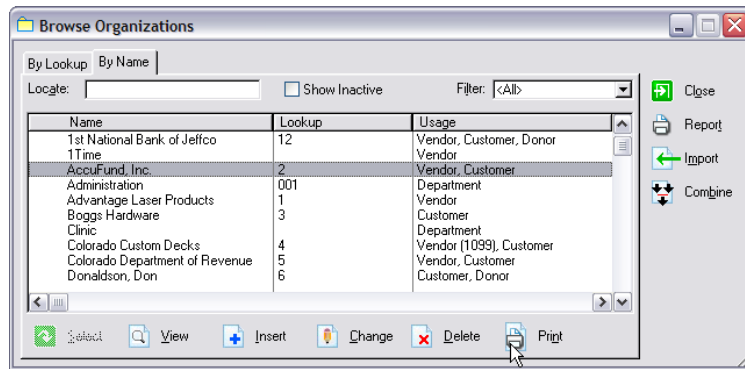 Browse Organizations
By Lookup By Name
Locate: Show Inactive Filter: <All>
Close
Name Lookup Usage
Report
1st National Bank of Jeffco 12 Vendor, Customer, Donor
1Time Vendor
Import
AccuFund, Inc. 2 Vendor, Customer
Administration 001 Department
Combine
Advantage Laser Products 1 Vendor
Boggs Hardware 3 Customer
Clinic Department
Colorado Custom Decks 4 Vendor (1099), Customer
Colorado Department of Revenue 5 Vendor, Customer
Donaldson, Don 6 Customer, Donor
Select View Insert Change Delete Print